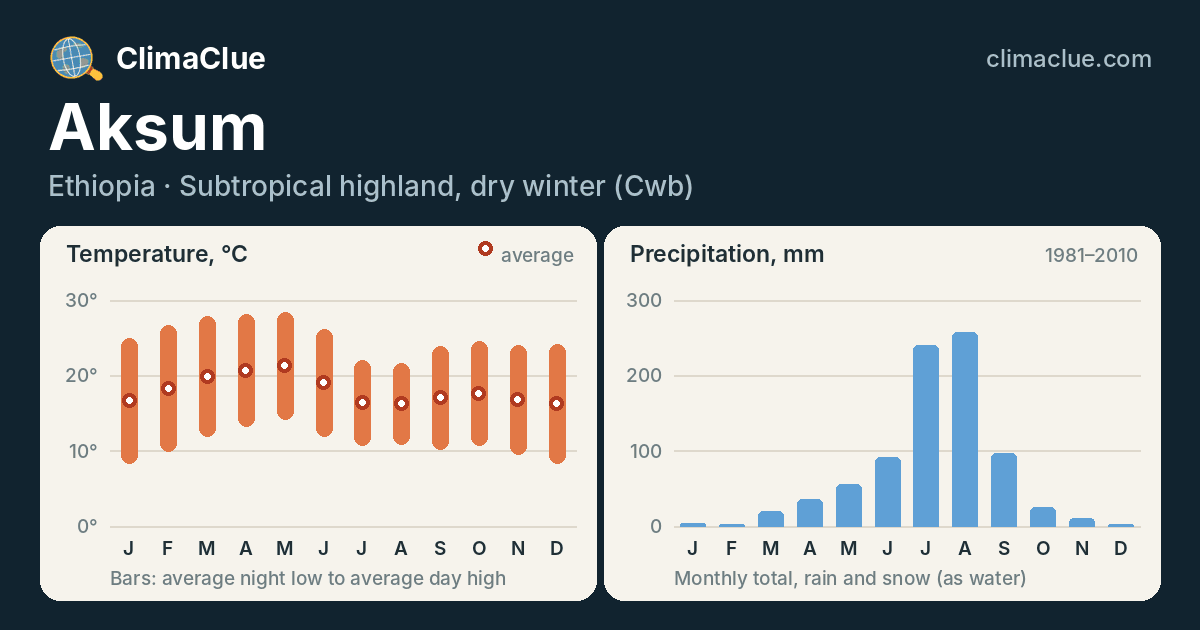 ClimaClue
climaclue.com
Aksum
Ethiopia · Subtropical highland, dry winter (Cwb)
Temperature, °C
average
30°
20°
10°
0°
J F M A M J J A S O N D
Bars: average night low to average day high
Precipitation, mm
1981–2010
300
200
100
0
J F M A M J J A S O N D
Monthly total, rain and snow (as water)